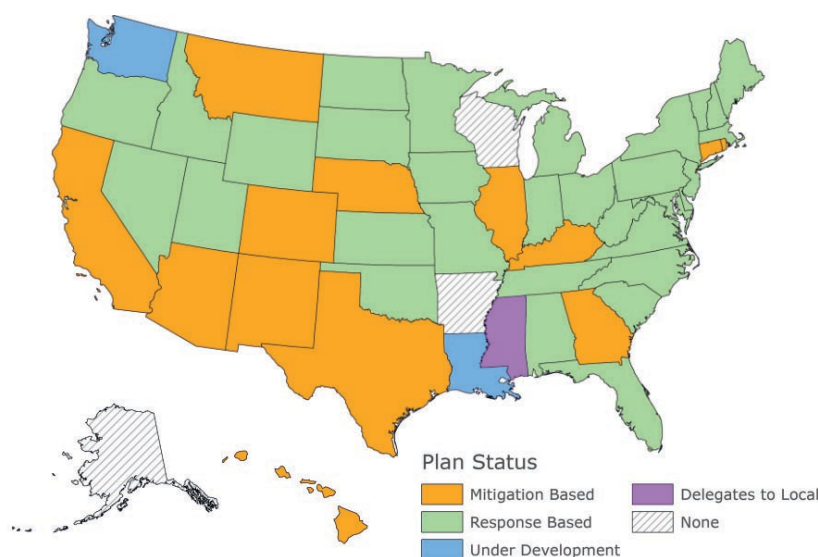 Plan Status
Mitigation Based
Response Based
Under Development
Delegates to Local
None